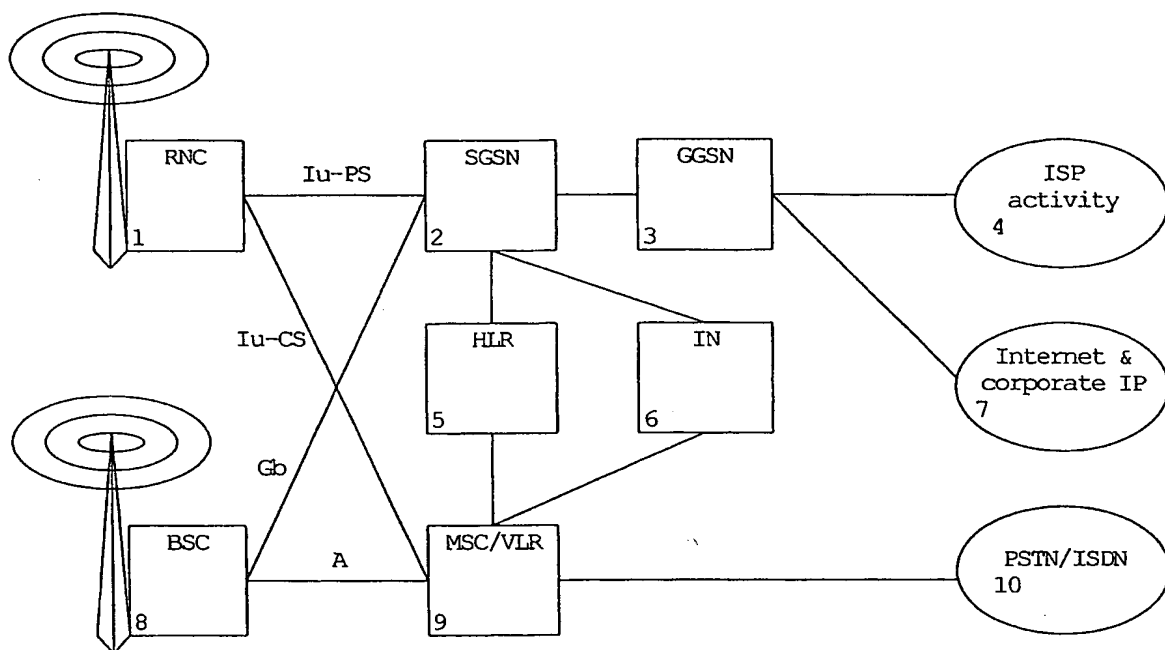 RNC
1
Iu-PS
SGSN
2
GGSN
3
ISP
activity
4
Iu-CS
HLR
5
IN
6
Internet &
corporate IP
7
Gb
BSC
8
A
MSC/VLR
9
PSTN/ISDN
10